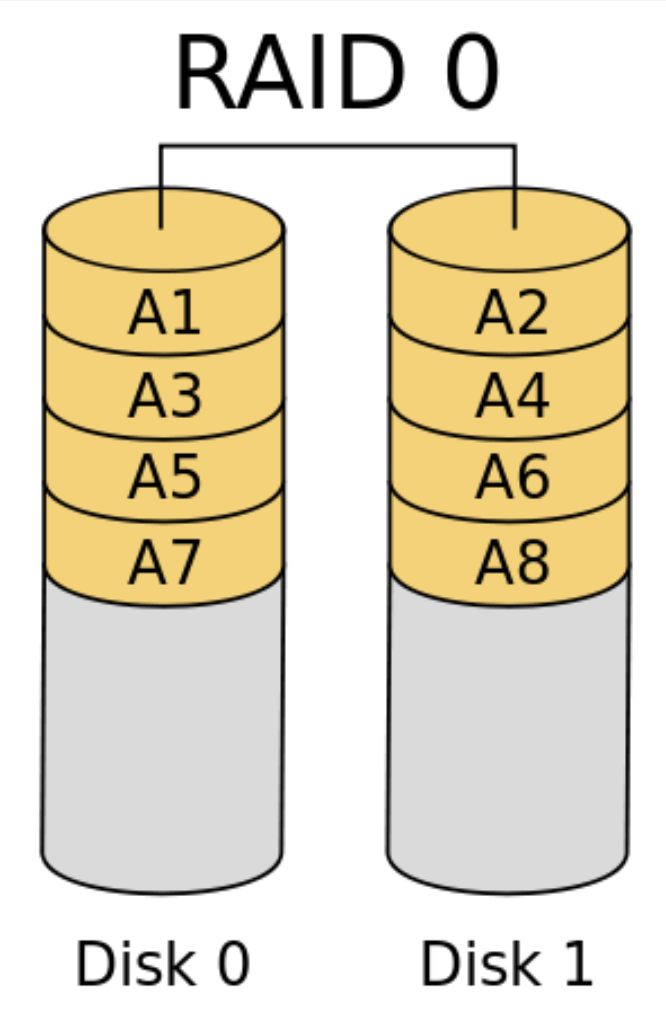 RAID 0
A1 A2
A3 A4
A5 A6
A7 A8
Disk 0 Disk 1